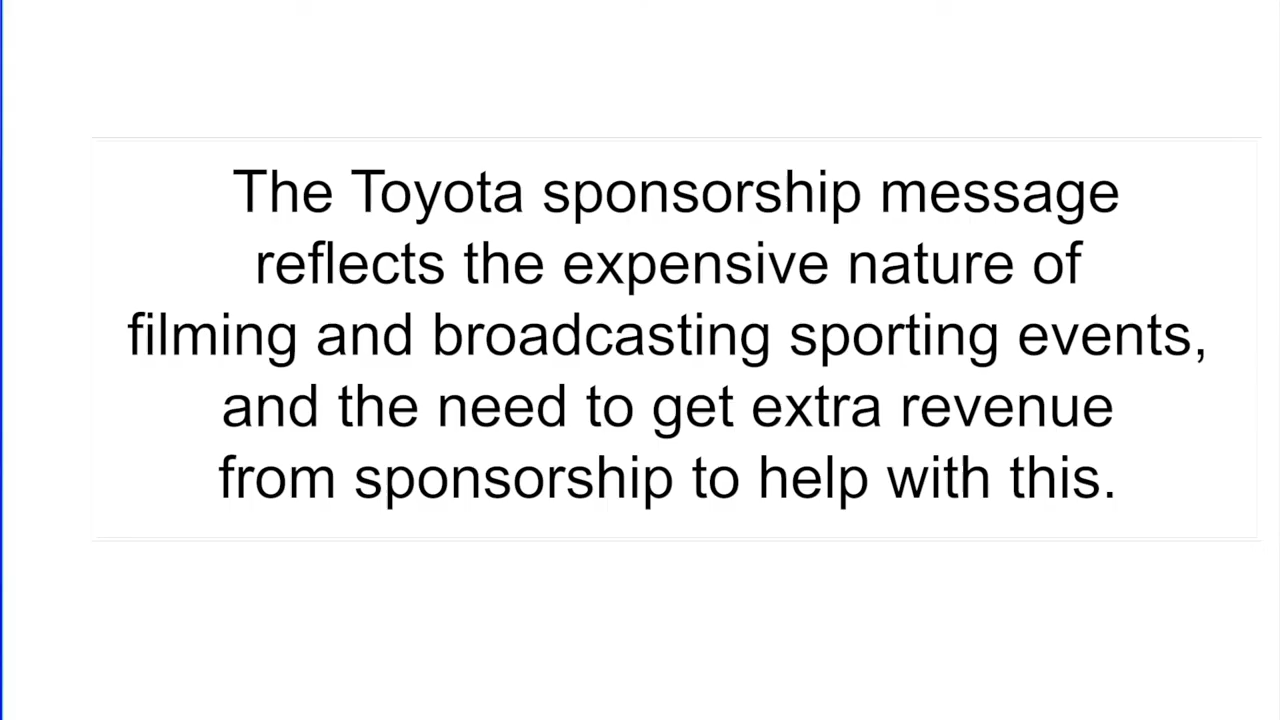 The Toyota sponsorship message
reflects the expensive nature of
filming and broadcasting sporting events,
and the need to get extra revenue
from sponsorship to help with this.